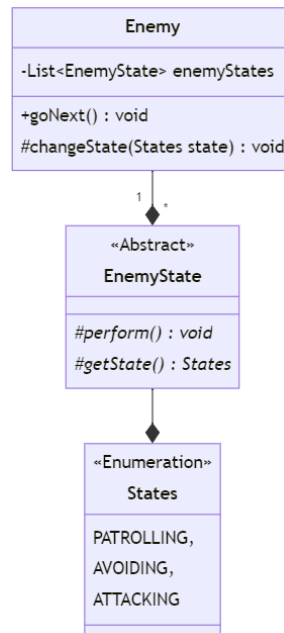 Enemy
-List<EnemyState> enemyStates
+goNext() : void
#changeState(States state) : void
1
*
«Abstract»
EnemyState
#perform() : void
#getState() : States
«Enumeration»
States
PATROLLING,
AVOIDING,
ATTACKING